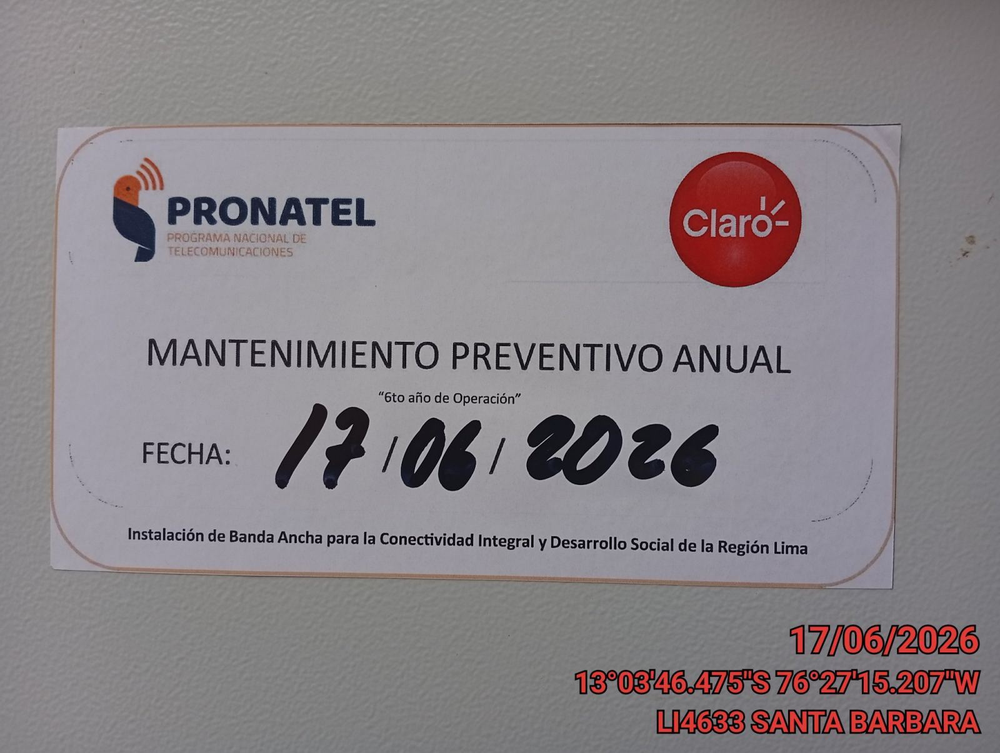 PRONATEL
PROGRAMA NACIONAL DE
TELECOMUNICACIONES
Claro
MANTENIMIENTO PREVENTIVO ANUAL
“6to año de Operación”
FECHA: 17/06/2026
Instalación de Banda Ancha para la Conectividad Integral y Desarrollo Social de la Región Lima
17/06/2026
13°03'46.475"S 76°27'15.207"W
LI4633 SANTA BARBARA